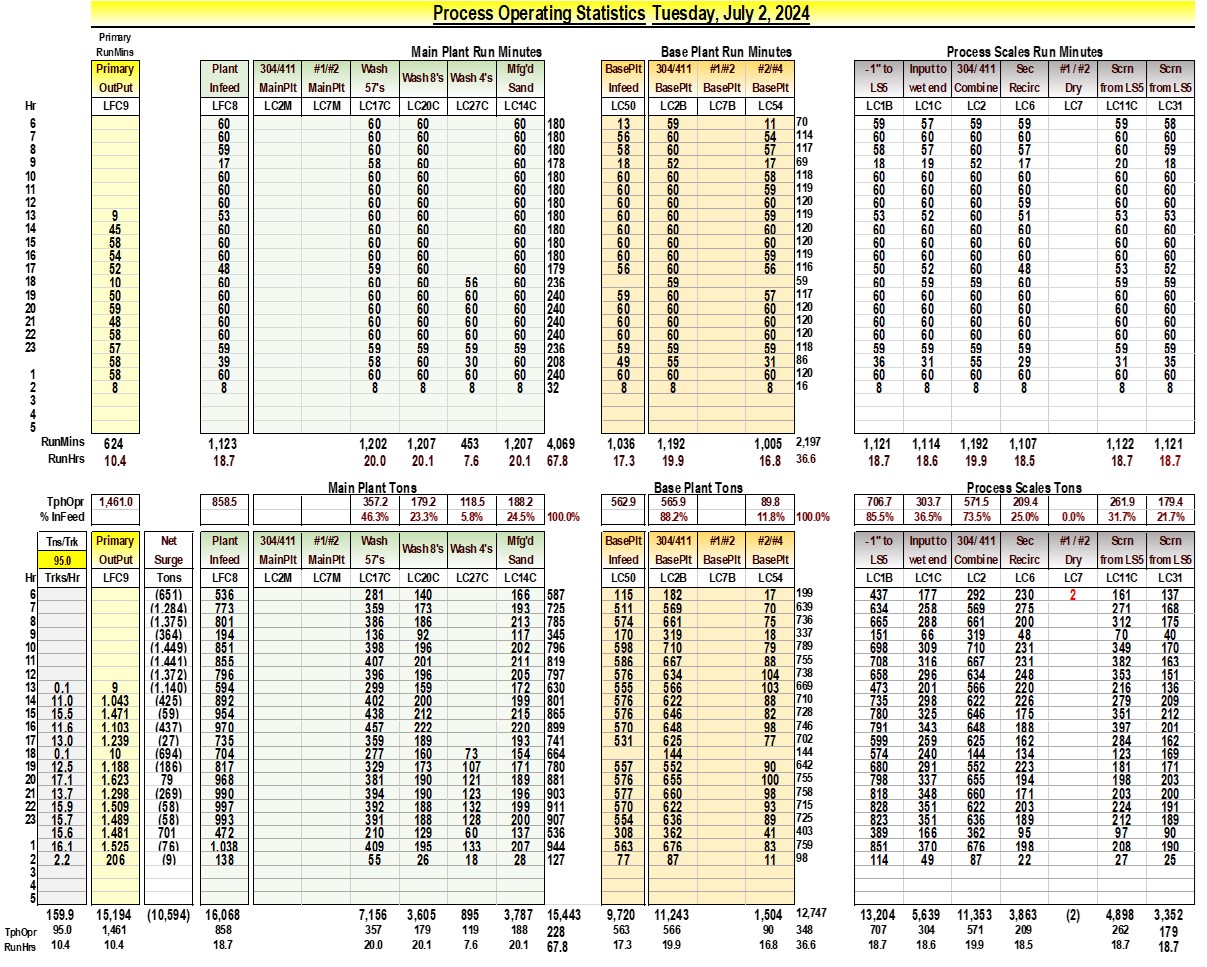 Process Operating Statistics Tuesday, July 2, 2024
Primary
RunMins Main Plant Run Minutes Base Plant Run Minutes Process Scales Run Minutes
Primary Plant 304/411 #1/#2 Wash Wash 8's Wash 4's Mfg'd BasePlt 304/411 #1/#2 #2/#4 -1" to Input to 304/ 411 Sec #1 / #2 Scrn Scrn
OutPut Infeed MainPlt MainPlt 57's Sand Infeed BasePlt BasePlt BasePlt LS5 wet end Combine Recirc Dry from LS5 from LS5
Hr LFC9 LFC8 LC2M LC7M LC17C LC20C LC27C LC14C LC50 LC2B LC7B LC54 LC1B LC1C LC2 LC6 LC7 LC11C LC31
6 60 60 60 60 180 13 59 11 70 59 57 59 59 59 58
7 60 60 60 60 180 56 60 54 114 60 60 60 60 60 60
8 59 60 60 60 180 58 60 57 117 58 57 60 57 60 59
9 17 58 60 60 178 18 52 17 69 18 19 52 17 20 18
10 60 60 60 60 180 60 60 58 118 60 60 60 60 60 60
11 60 60 60 60 180 60 60 59 119 60 60 60 60 60 60
12 60 60 60 60 180 60 60 60 120 60 60 60 59 60 60
13 9 53 60 60 60 180 60 60 59 119 53 52 60 51 53 53
14 45 60 60 60 60 180 60 60 60 120 60 60 60 60 60 60
15 58 60 60 60 60 180 60 60 60 120 60 60 60 60 60 60
16 54 60 60 60 60 180 60 60 59 119 60 60 60 60 60 60
17 52 48 59 60 60 179 56 60 56 116 50 52 60 48 53 52
18 10 60 60 60 56 60 236 59 59 60 59 59 60 59 59
19 50 60 60 60 60 60 240 59 60 57 117 60 60 60 60 60 60
20 59 60 60 60 60 60 240 60 60 60 120 60 60 60 60 60 60
21 48 60 60 60 60 60 240 60 60 60 120 60 60 60 60 60 60
22 58 60 60 60 60 60 240 60 60 60 120 60 60 60 60 60 60
23 57 59 59 59 59 59 236 59 59 59 118 59 59 59 59 59 59
58 39 58 60 30 60 208 49 55 31 86 36 31 55 29 31 35
1 58 60 60 60 60 60 240 60 60 60 120 60 60 60 60 60 60
2 8 8 8 8 8 8 32 8 8 8 16 8 8 8 8 8 8
3
4
5
RunMins 624 1,123 1,202 1,207 453 1,207 4,069 1,036 1,192 1,005 2,197 1,121 1,114 1,192 1,107 1,122 1,121
RunHrs 10.4 18.7 20.0 20.1 7.6 20.1 67.8 17.3 19.9 16.8 36.6 18.7 18.6 19.9 18.5 18.7 18.7
Main Plant Tons Base Plant Tons Process Scales Tons
TphOpr 1,461.0 858.5 357.2 179.2 118.5 188.2 562.9 565.9 89.8 706.7 303.7 571.5 209.4 261.9 179.4
% InFeed 46.3% 23.3% 5.8% 24.5% 100.0% 88.2% 11.8% 100.0% 85.5% 36.5% 73.5% 25.0% 0.0% 31.7% 21.7%
Tns/Trk Primary Net Plant 304/411 #1/#2 Wash Wash 8's Wash 4's Mfg'd BasePlt 304/411 #1/#2 #2/#4 -1" to Input to 304/ 411 Sec #1 / #2 Scrn Scrn
95.0 OutPut Surge Infeed MainPlt MainPlt 57's Sand Infeed BasePlt BasePlt BasePlt LS5 wet end Combine Recirc Dry from LS5 from LS5
Hr Trks/Hr LFC9 Tons LFC8 LC2M LC7M LC17C LC20C LC27C LC14C LC50 LC2B LC7B LC54 LC1B LC1C LC2 LC6 LC7 LC11C LC31
6 (651) 536 281 140 166 587 115 182 17 199 437 177 292 230 2 161 137
7 (1.284) 773 359 173 193 725 511 569 70 639 634 258 569 275 271 168
8 (1.375) 801 386 186 213 785 574 661 75 736 665 288 661 200 312 175
9 (364) 194 136 92 117 345 170 319 18 337 151 66 319 48 70 40
10 (1.449) 851 398 196 202 796 598 710 79 789 698 309 710 231 349 170
11 (1.441) 855 407 201 211 819 586 667 88 755 708 316 667 231 382 163
12 (1.372) 796 396 196 205 797 576 634 104 738 658 296 634 248 353 151
13 0.1 9 (1.140) 594 299 159 172 630 555 566 103 669 473 201 566 220 216 136
14 11.0 1.043 (425) 892 402 200 199 801 576 622 88 710 735 298 622 226 279 209
15 15.5 1.471 (59) 954 438 212 215 865 576 646 82 728 780 325 646 175 351 212
16 11.6 1.103 (437) 970 457 222 220 899 570 648 98 746 791 343 648 188 397 201
17 13.0 1.239 (27) 735 359 189 193 741 531 625 77 702 599 259 625 162 284 162
18 0.1 10 (694) 704 277 160 73 154 664 144 144 574 240 144 134 123 169
19 12.5 1.188 (186) 817 329 173 107 171 780 557 552 90 642 680 291 552 223 181 171
20 17.1 1.623 79 968 381 190 121 189 881 576 655 100 755 798 337 655 194 198 203
21 13.7 1.298 (269) 990 394 190 123 196 903 577 660 98 758 818 348 660 171 203 200
22 15.9 1.509 (58) 997 392 188 132 199 911 570 622 93 715 828 351 622 203 224 191
23 15.7 1.489 (58) 993 391 188 128 200 907 554 636 89 725 823 351 636 189 212 189
15.6 1.481 701 472 210 129 60 137 536 308 362 41 403 389 166 362 95 97 90
1 16.1 1.525 (76) 1.038 409 195 133 207 944 563 676 83 759 851 370 676 198 208 190
2 2.2 206 (9) 138 55 26 18 28 127 77 87 11 98 114 49 87 22 27 25
3
4
5
159.9 15,194 (10,594) 16,068 7,156 3,605 895 3,787 15,443 9,720 11,243 1,504 12,747 13,204 5,639 11,353 3,863 (2) 4,898 3,352
TphOpr 95.0 1,461 858 357 179 119 188 228 563 566 90 348 707 304 571 209 262 179
RunHrs 10.4 10.4 18.7 20.0 20.1 7.6 20.1 67.8 17.3 19.9 16.8 36.6 18.7 18.6 19.9 18.5 18.7 18.7